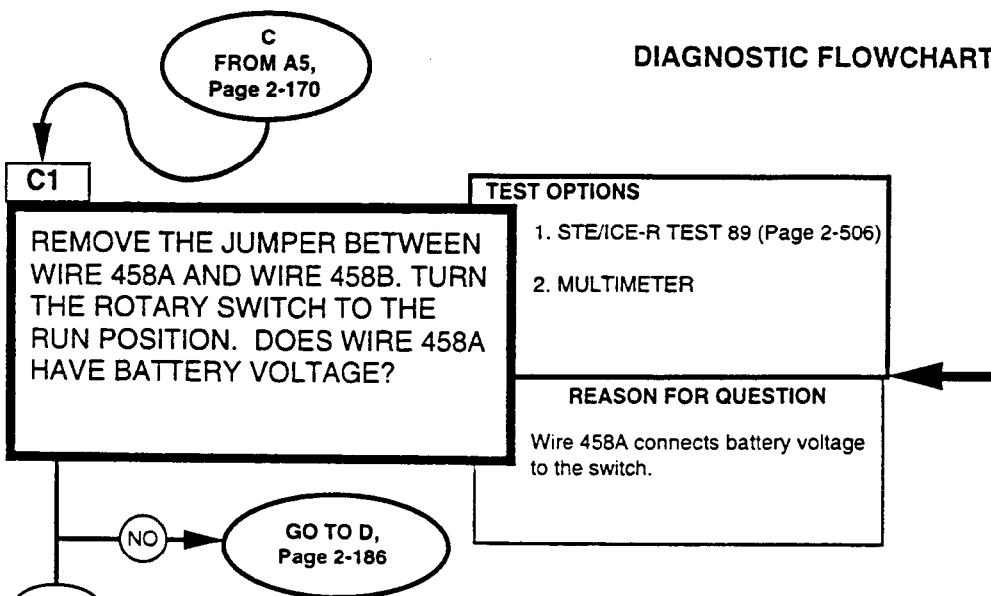 C
FROM A5,
Page 2-170
DIAGNOSTIC FLOWCHART
C1
REMOVE THE JUMPER BETWEEN
WIRE 458A AND WIRE 458B. TURN
THE ROTARY SWITCH TO THE
RUN POSITION. DOES WIRE 458A
HAVE BATTERY VOLTAGE?
TEST OPTIONS
1. STE/ICE-R TEST 89 (Page 2-506)
2. MULTIMETER
REASON FOR QUESTION
Wire 458A connects battery voltage
to the switch.
NO
GO TO D,
Page 2-186